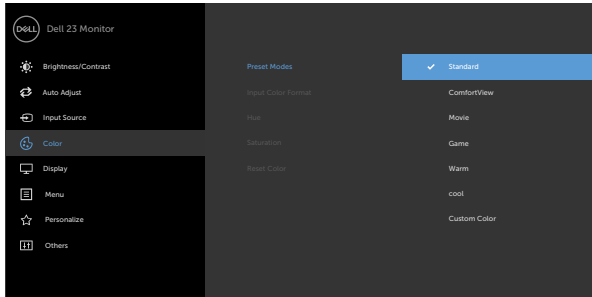 DELL Dell 23 Monitor
Brightness/Contrast
Auto Adjust
Input Source
Color
Display
Menu
Personalize
Others
Preset Modes
Input Color Format
Hue
Saturation
Reset Color
Standard
ComfortView
Movie
Game
Warm
cool
Custom Color